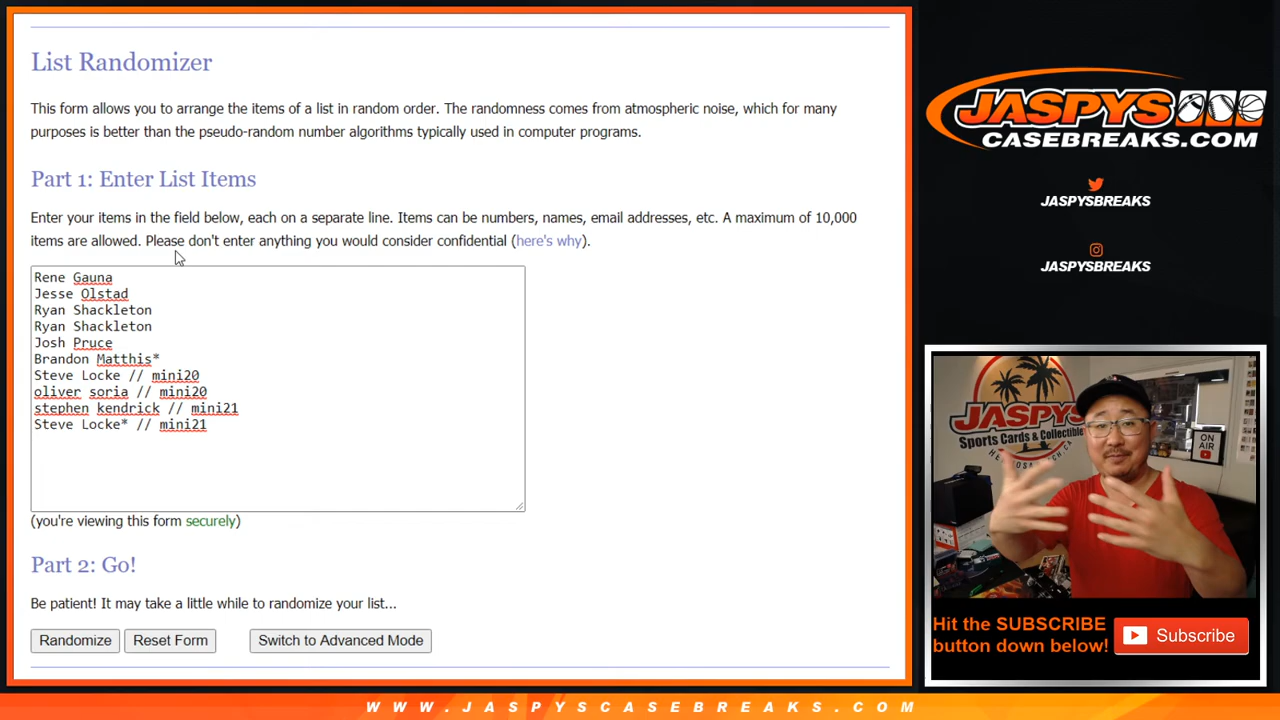 List Randomizer
This form allows you to arrange the items of a list in random order. The randomness comes from atmospheric noise, which for many
purposes is better than the pseudo-random number algorithms typically used in computer programs.
Part 1: Enter List Items
Enter your items in the field below, each on a separate line. Items can be numbers, names, email addresses, etc. A maximum of 10,000
items are allowed. Please don't enter anything you would consider confidential (here's why).
Rene Gauna
Jesse Olstad
Ryan Shackleton
Ryan Shackleton
Josh Pruce
Brandon Matthis*
Steve Locke // mini20
oliver soria // mini20
stephen kendrick // mini21
Steve Locke* // mini21
(you're viewing this form securely)
Part 2: Go!
Be patient! It may take a little while to randomize your list...
Randomize
Reset Form
Switch to Advanced Mode
JASPYS
CASEBREAKS.COM
JASPYSBREAKS
JASPYSBREAKS
JASPYS
Sports Cards & Collectible
ON
AIR
Hit the SUBSCRIBE
button down below!
Subscribe
WWW.JASPYSCASEBREAKS.COM